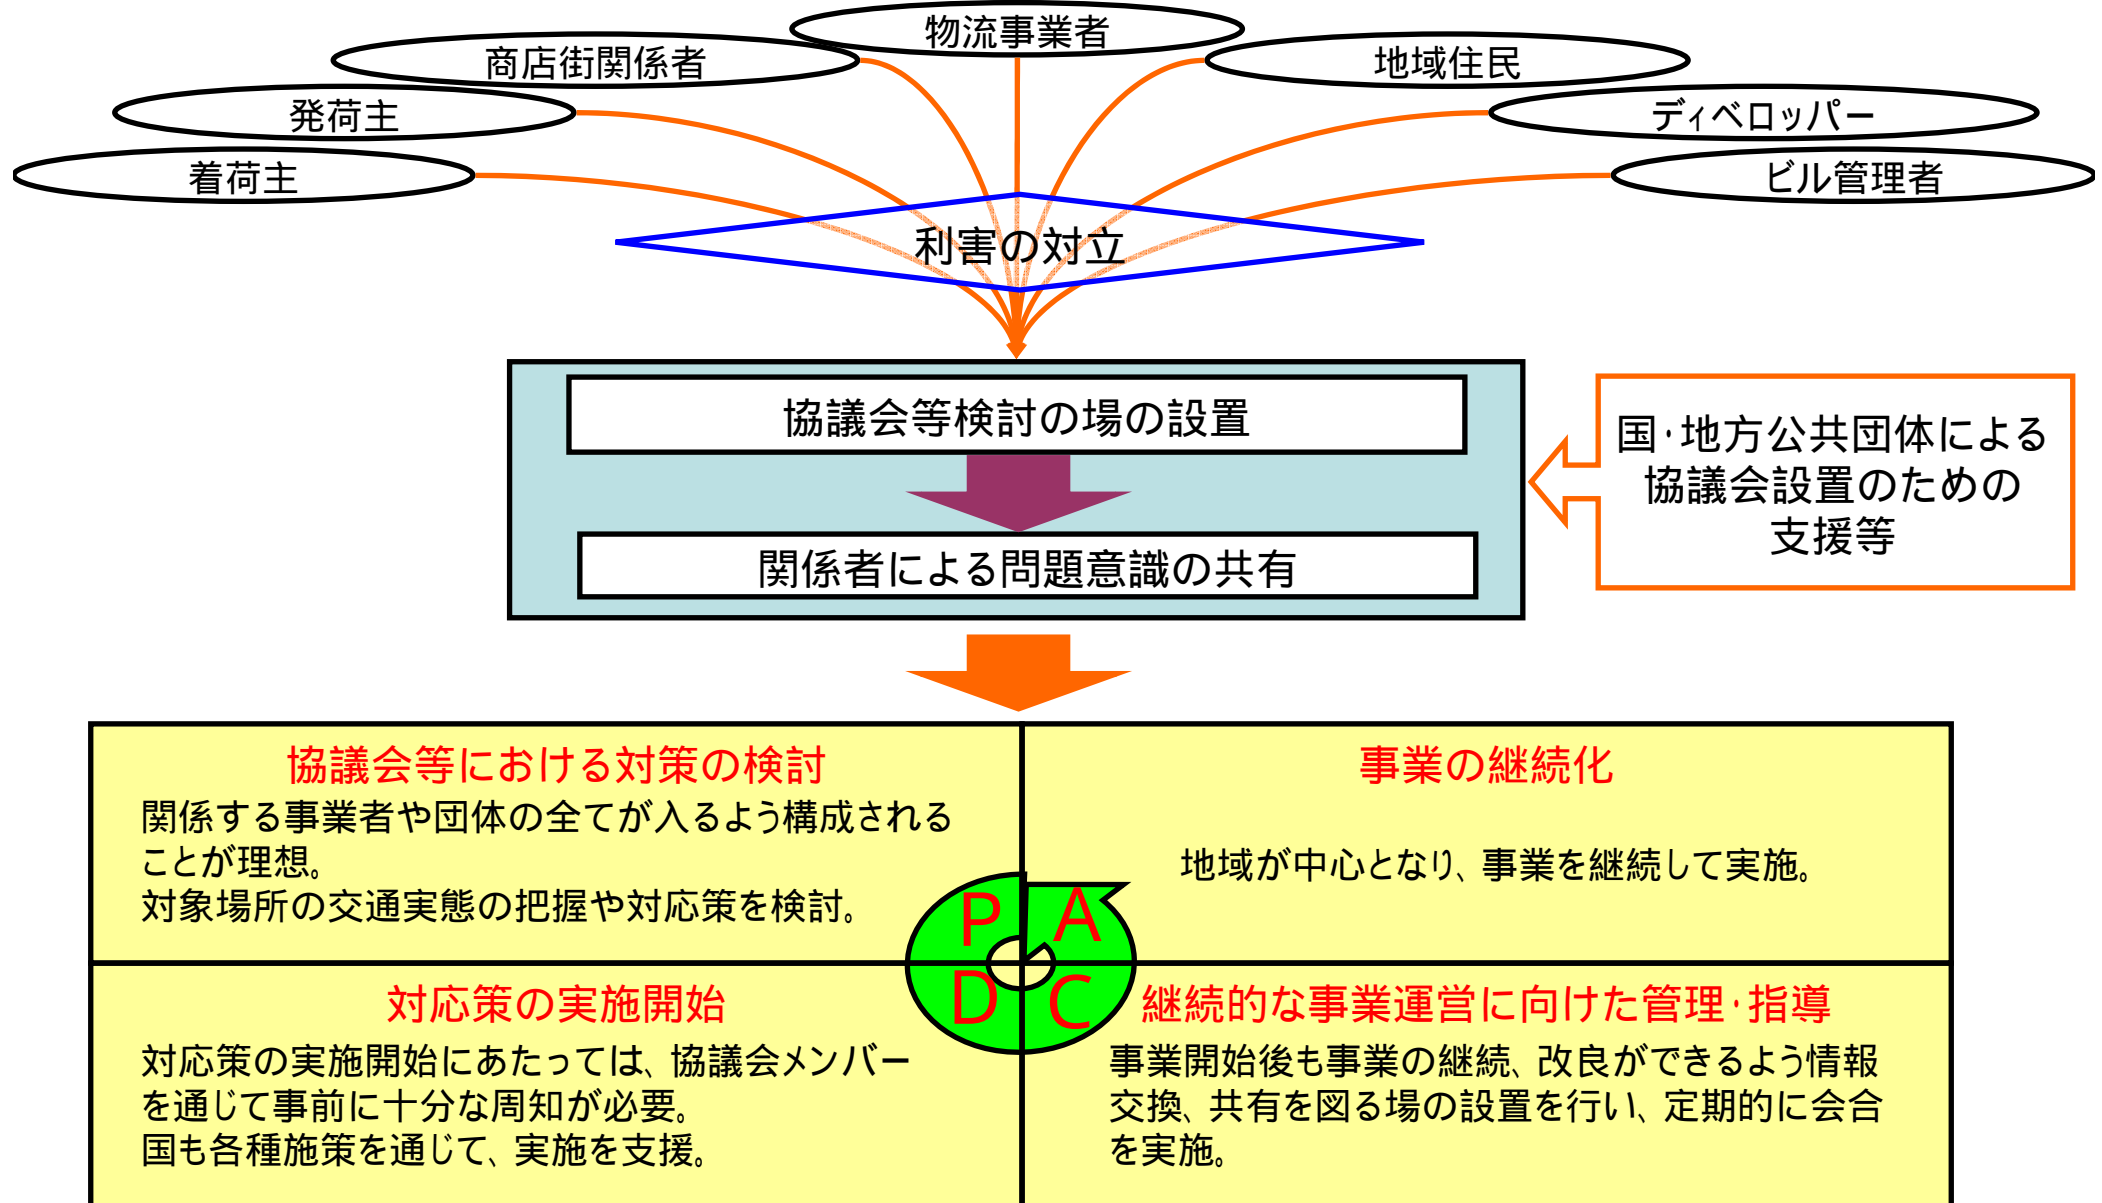 物流事業者
商店街関係者
地域住民
発荷主
ディベロッパー
着荷主
ビル管理者
利害の対立
協議会等検討の場の設置
関係者による問題意識の共有
国・地方公共団体による
協議会設置のための
支援等
協議会等における対策の検討
関係する事業者や団体の全てが入るよう構成される
ことが理想。
対象場所の交通実態の把握や対応策を検討。
事業の継続化
地域が中心となり、事業を継続して実施。
P
A
D
C
対応策の実施開始
対応策の実施開始にあたっては、協議会メンバー
を通じて事前に十分な周知が必要。
国も各種施策を通じて、実施を支援。
継続的な事業運営に向けた管理・指導
事業開始後も事業の継続、改良ができるよう情報
交換、共有を図る場の設置を行い、定期的に会合
を実施。